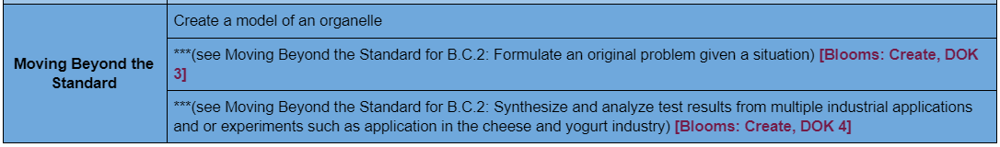 Moving Beyond the
Standard
Create a model of an organelle
***(see Moving Beyond the Standard for B.C.2: Formulate an original problem given a situation) [Blooms: Create, DOK
3]
***(see Moving Beyond the Standard for B.C.2: Synthesize and analyze test results from multiple industrial applications
and or experiments such as application in the cheese and yogurt industry) [Blooms: Create, DOK 4]